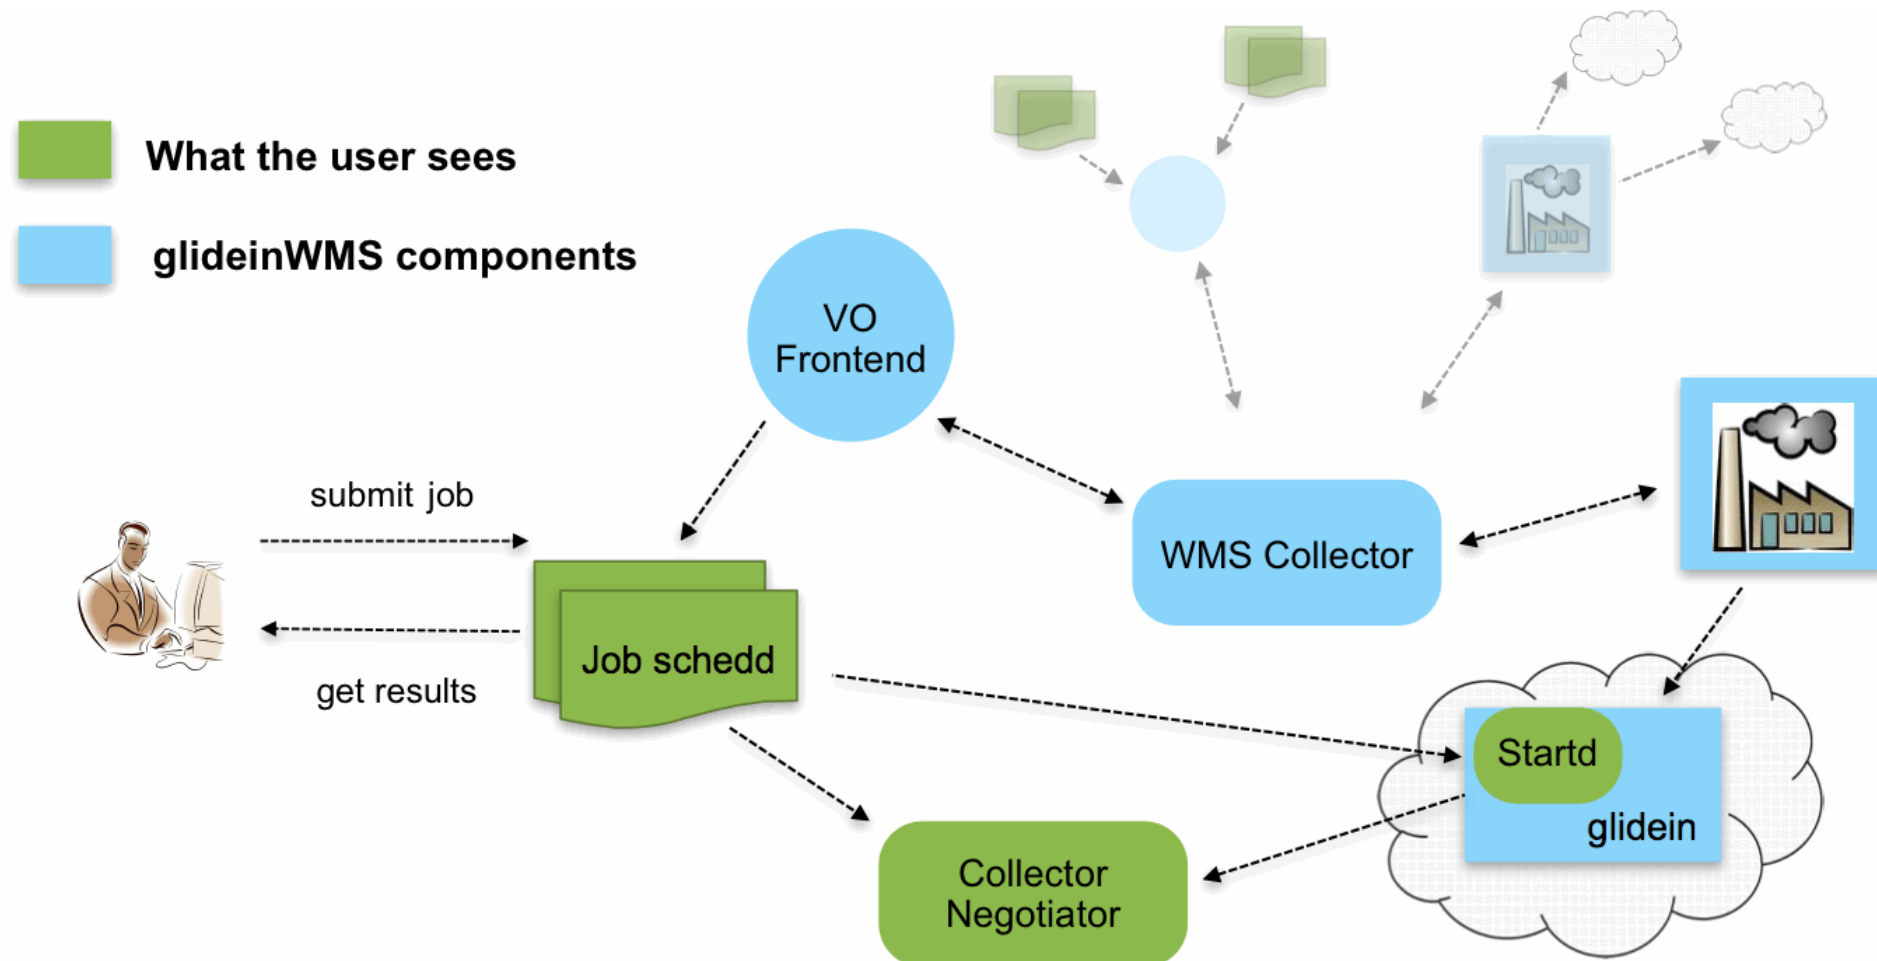 What the user sees
glideinWMS components
VO
Frontend
submit job
WMS Collector
Job schedd
get results
Startd
glidein
Collector
Negotiator